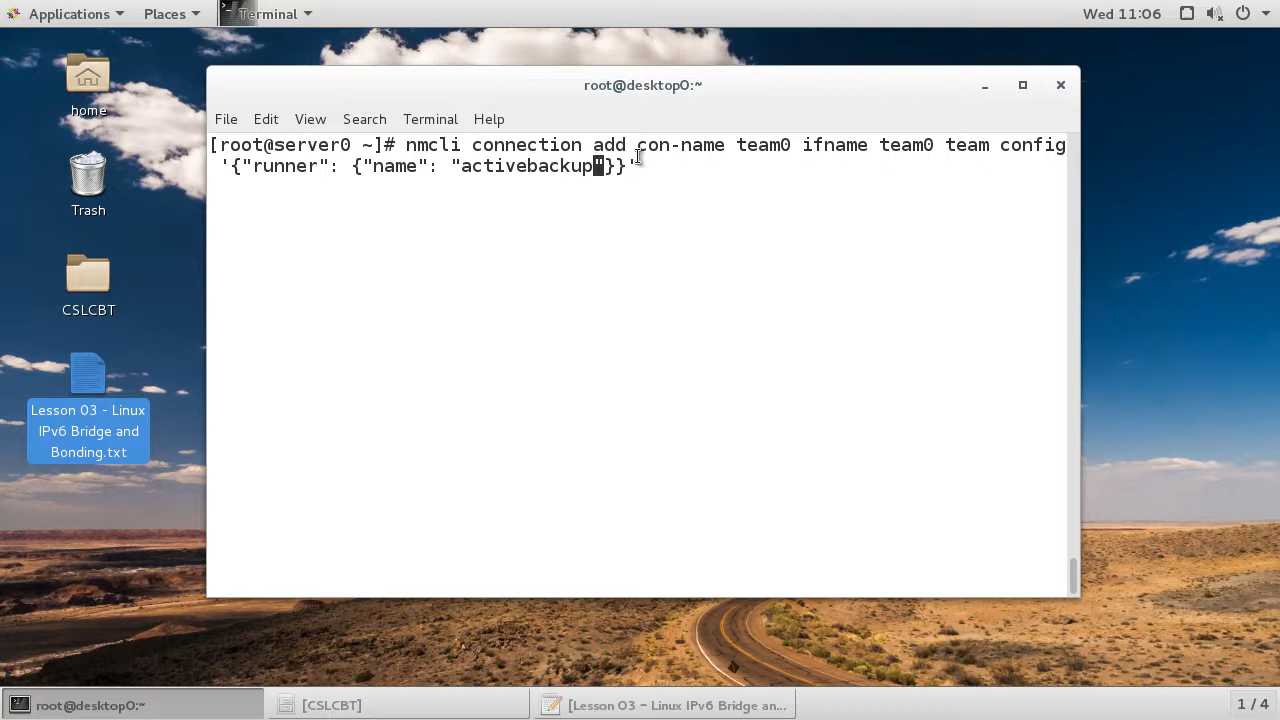 Applications Places Terminal Wed 11:06
home
Trash
CSLCBT
Lesson 03 - Linux
IPv6 Bridge and
Bonding.txt
root@desktop0:~
File Edit View Search Terminal Help
[root@server0 ~]# nmcli connection add con-name team0 ifname team0 team config
'{"runner": {"name": "activebackup"}}'
root@desktop0:~ [CSLCBT] [Lesson 03 – Linux IPv6 Bridge an... 1 / 4